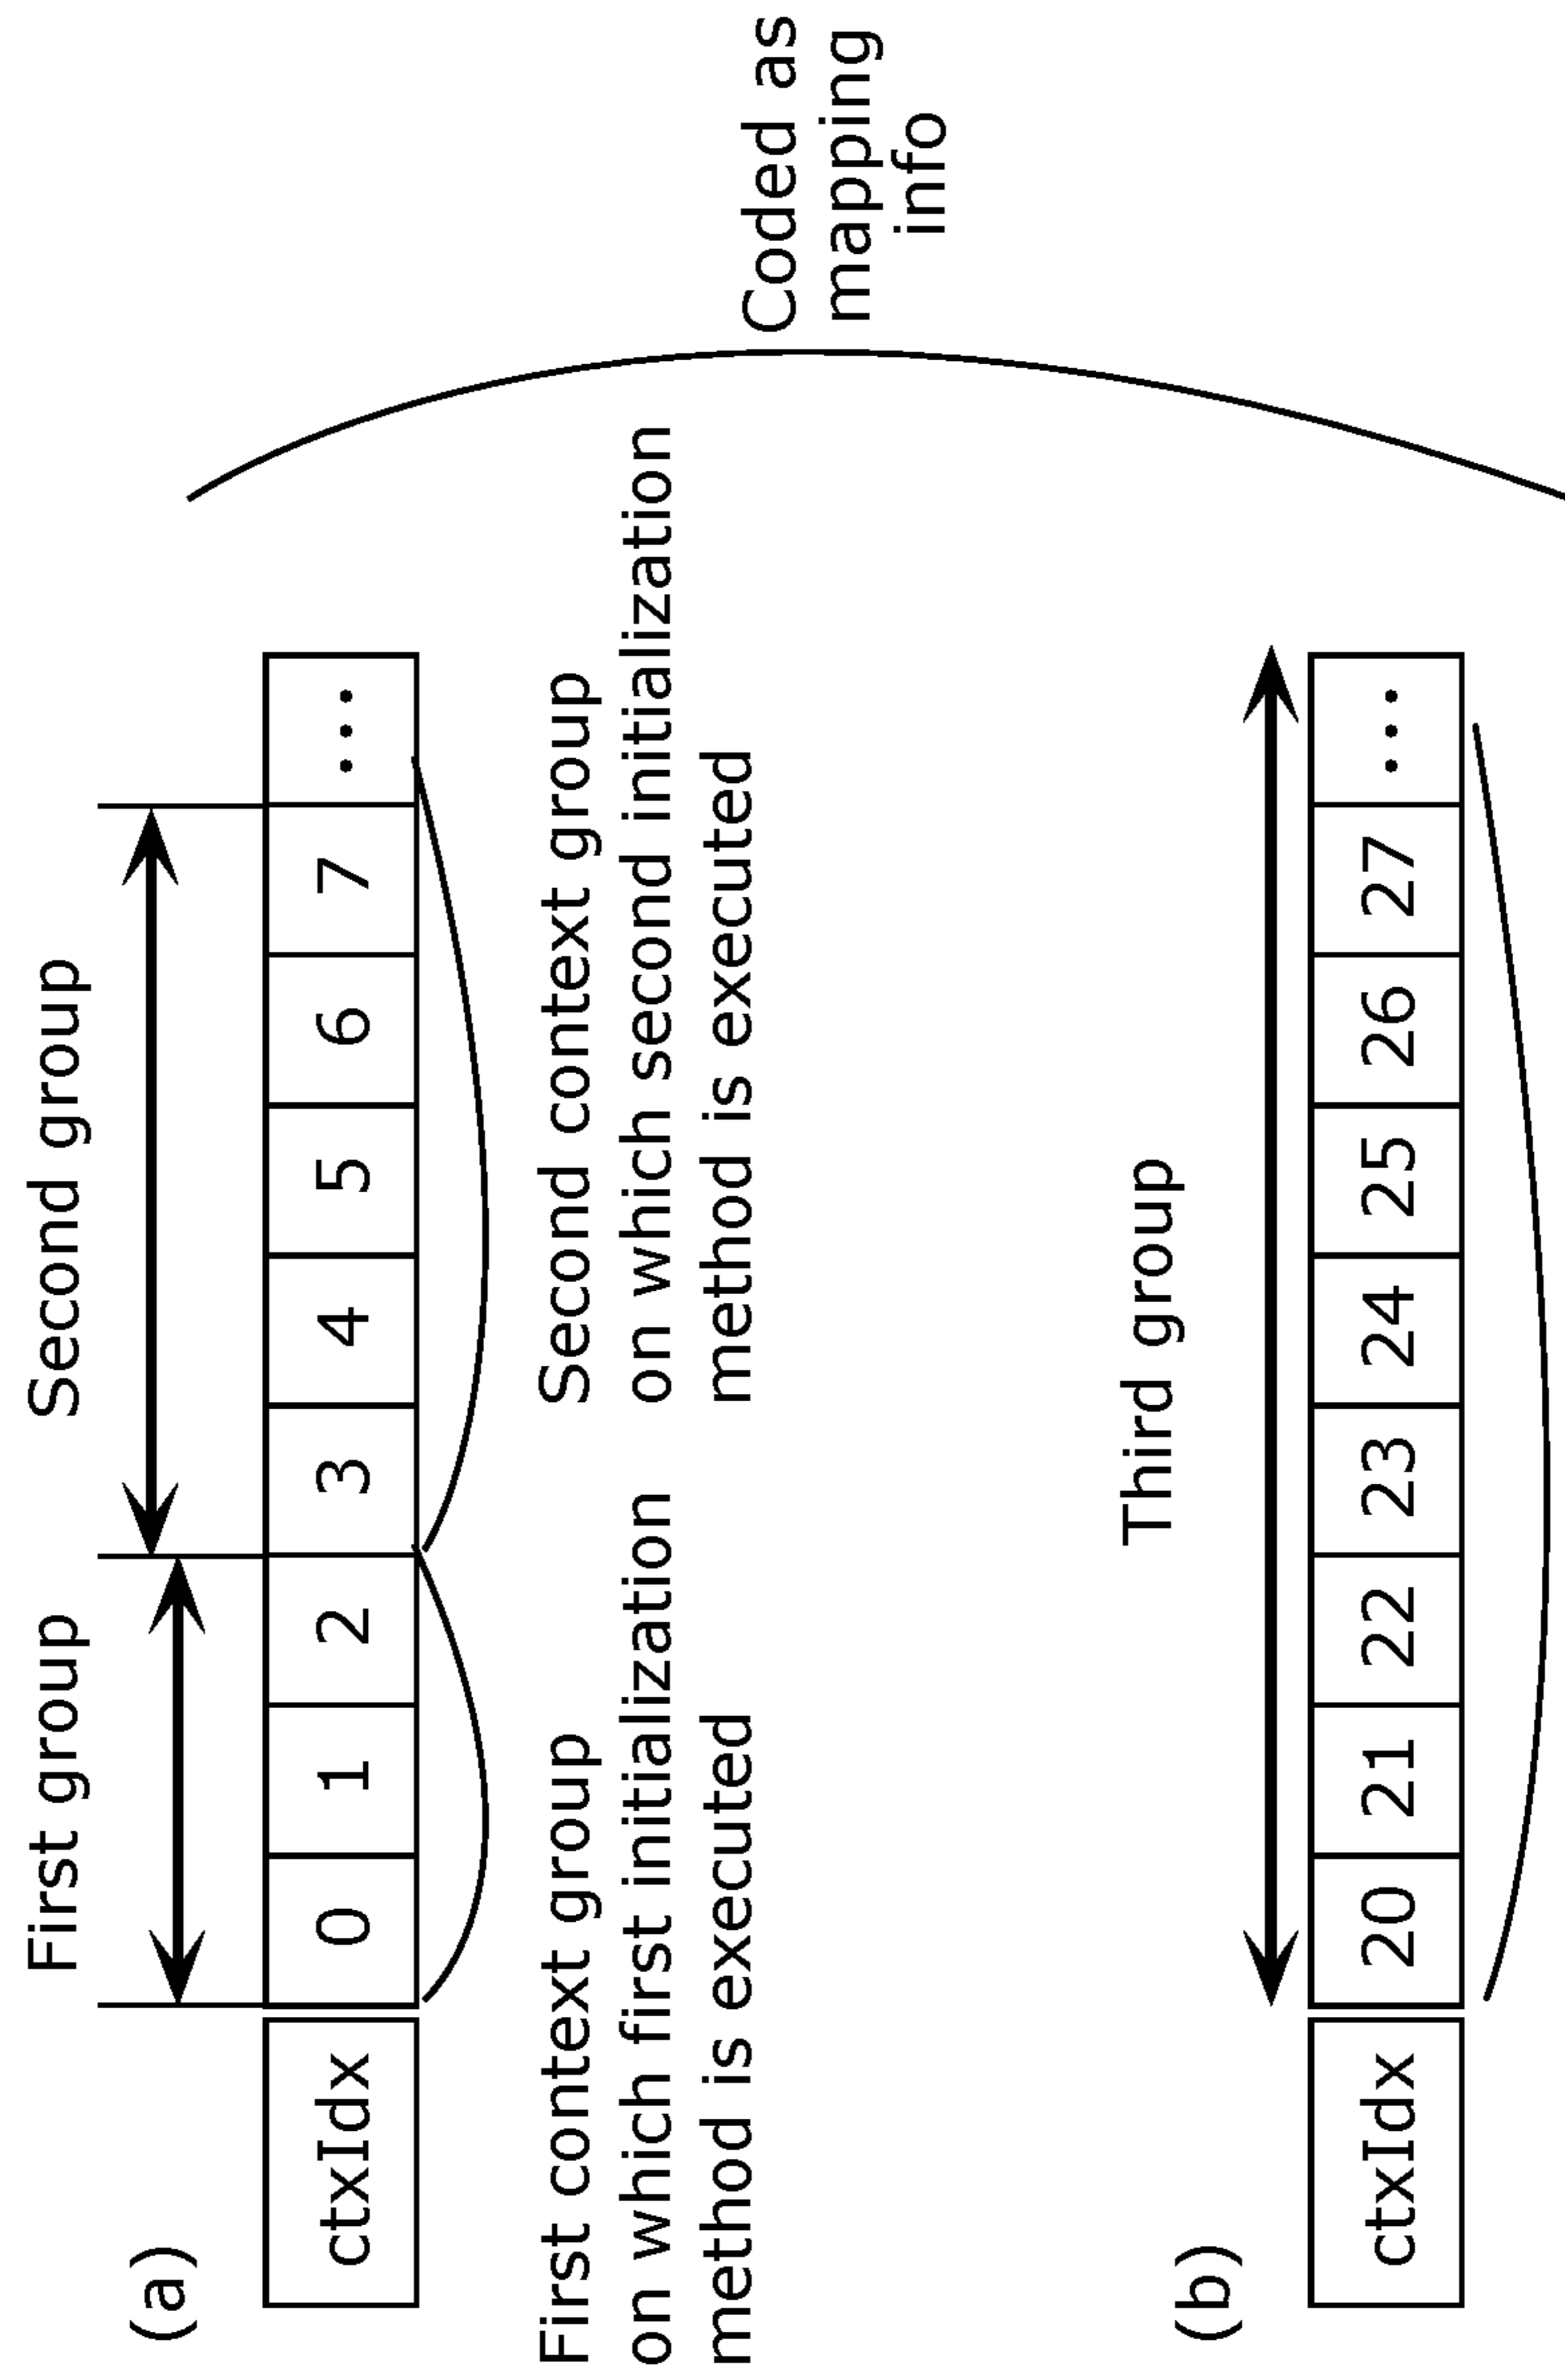 (a)
First group
Second group
ctxIdx 0 1 2 3 4 5 6 7 ...
First context group
on which first initialization
method is executed
Second context group
on which second initialization
method is executed
Coded as
mapping
info
(b)
Third group
ctxIdx 20 21 22 23 24 25 26 27 ...